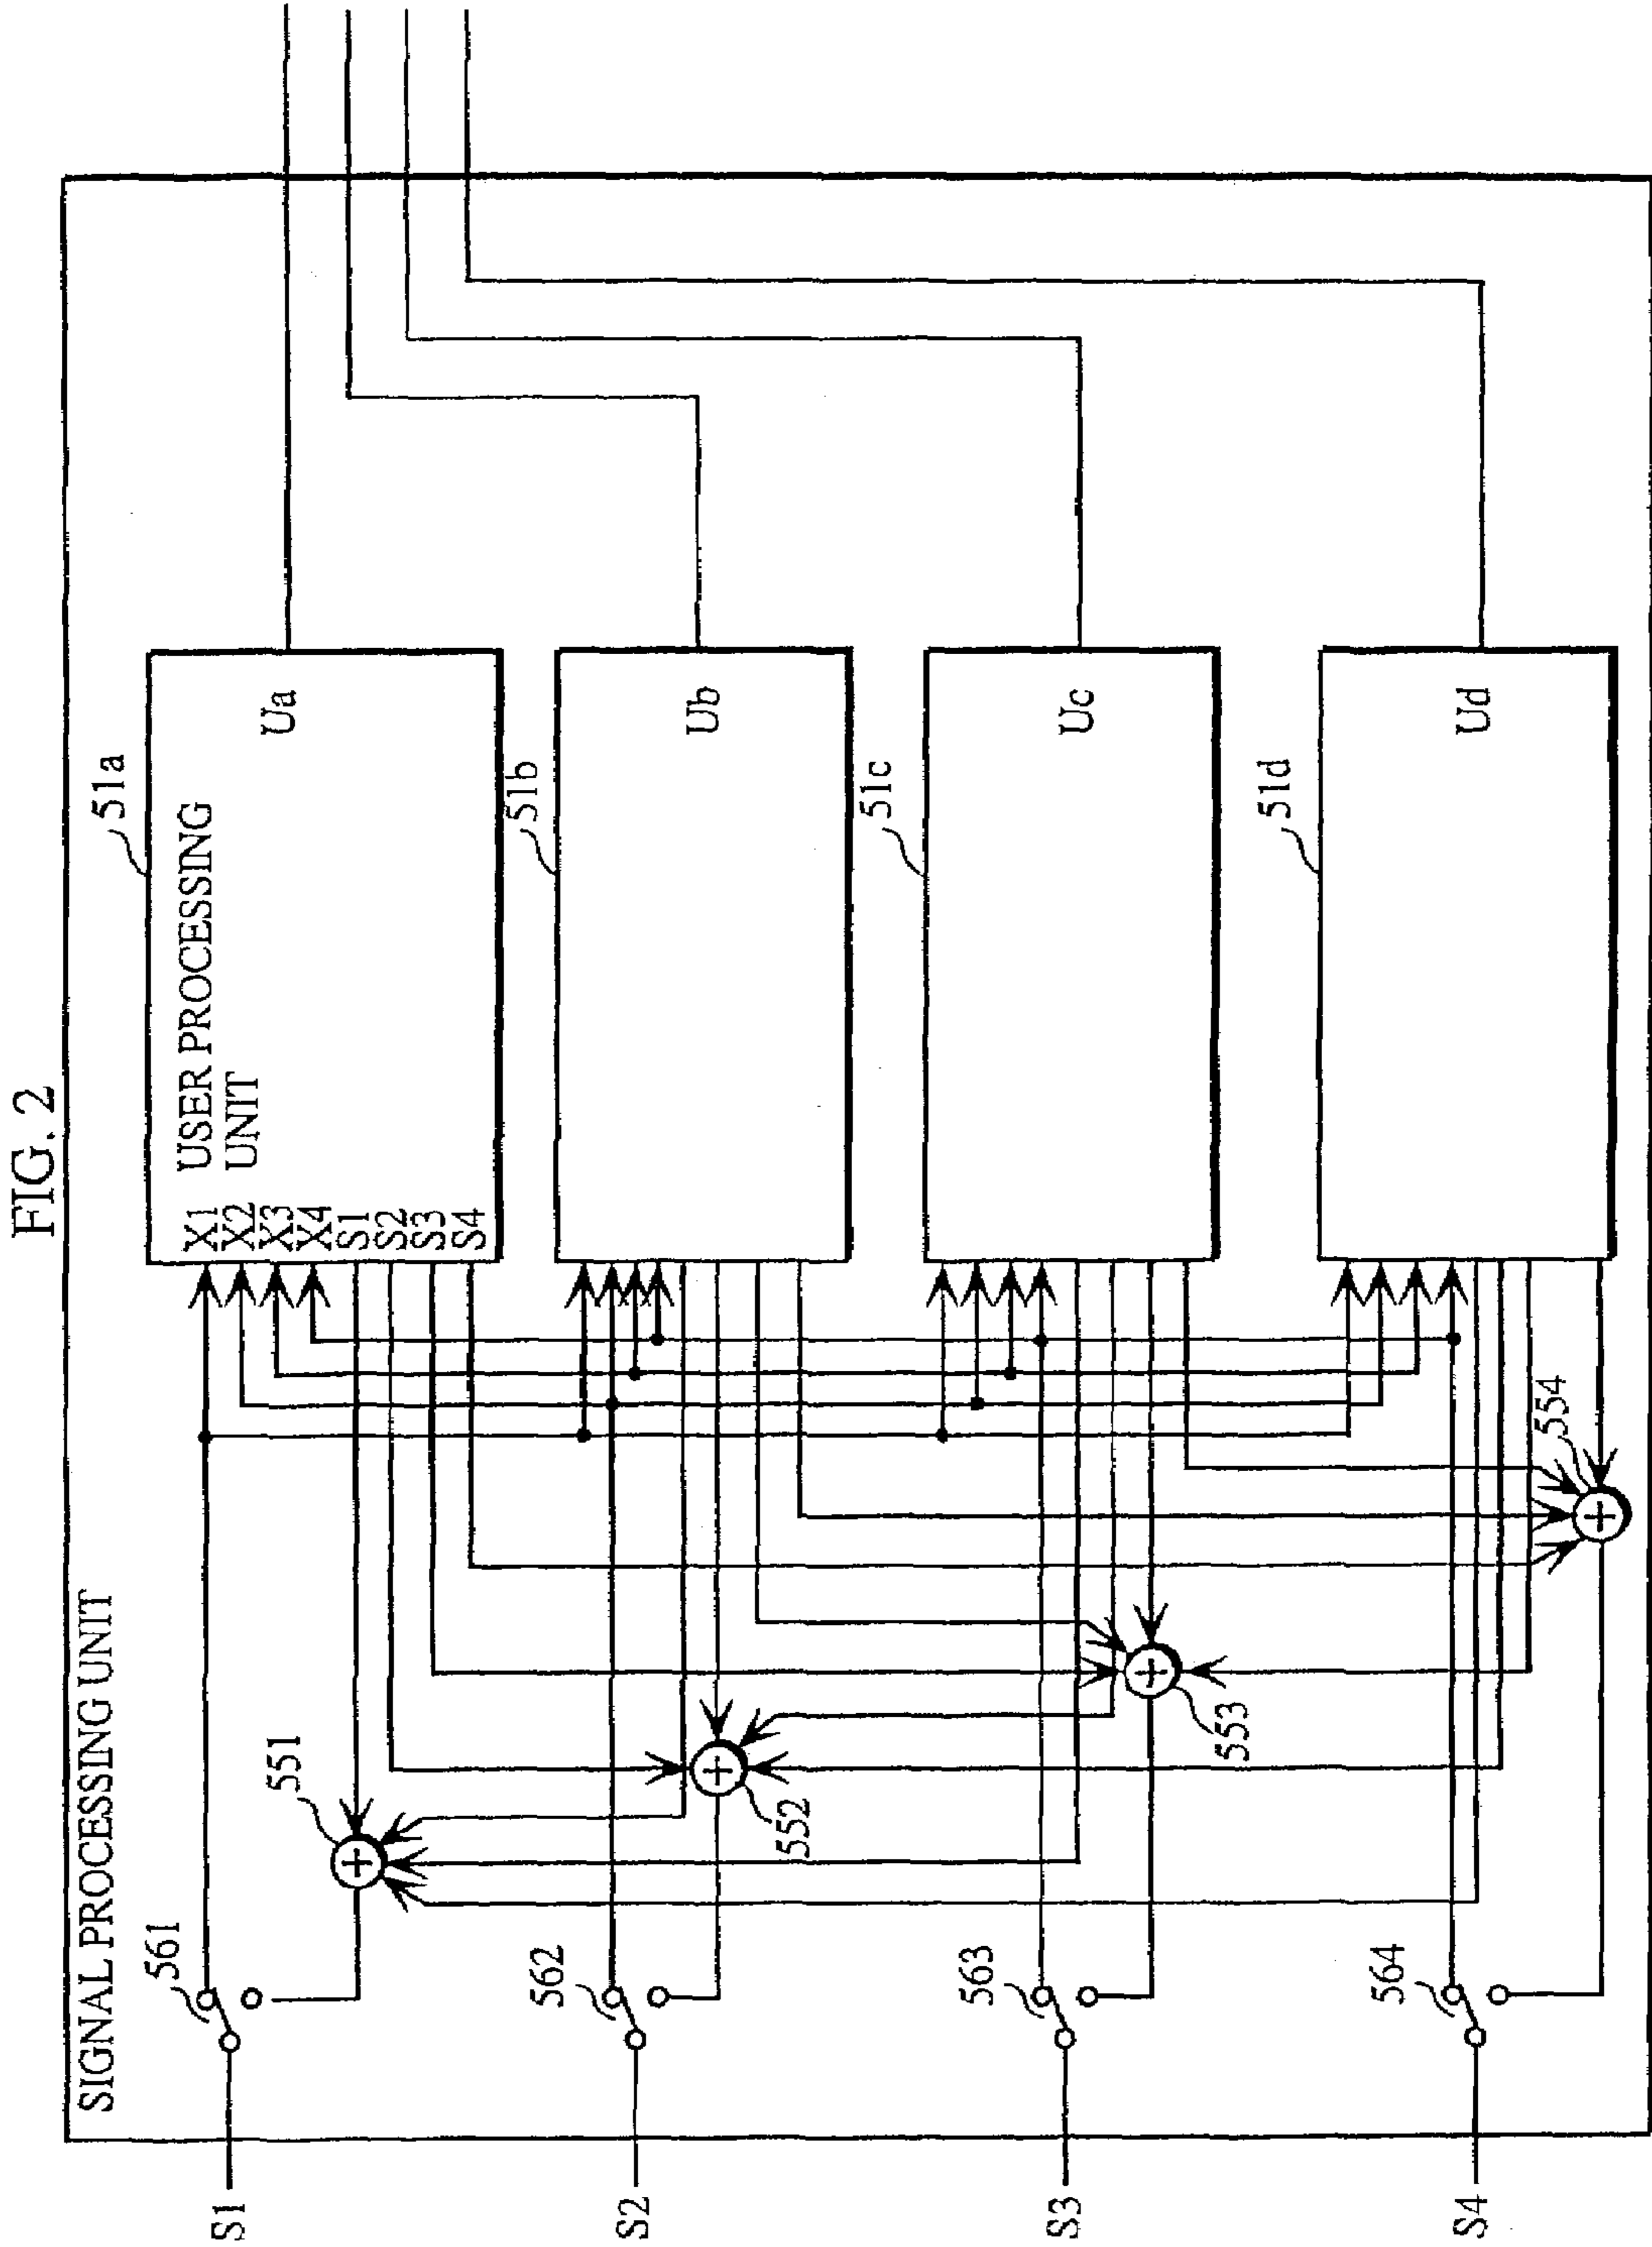 FIG. 2
SIGNAL PROCESSING UNIT
51a
X1 USER PROCESSING
X2 UNIT
X3
X4
S1
S2
S3
S4
Ua
51b
Ub
51c
Uc
51d
Ud
561
551
562
552
563
553
564
554
S1
S2
S3
S4